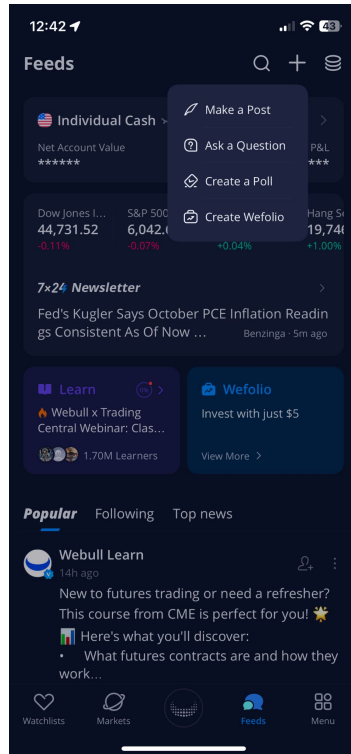 12:42
43
Feeds
Make a Post
Ask a Question
Create a Poll
Create Wefolio
Individual Cash
Net Account Value
P&L
******
***
Dow Jones I...
S&P 500
Hang Se
44,731.52
6,042.
19,746
-0.11%
-0.07%
+0.04%
+1.00%
7×24 Newsletter
Fed's Kugler Says October PCE Inflation Readin
gs Consistent As Of Now ...
Benzinga · 5m ago
Learn
Wefolio
Webull x Trading
Central Webinar: Clas...
Invest with just $5
1.70M Learners
View More
Popular
Following
Top news
Webull Learn
14h ago
New to futures trading or need a refresher?
This course from CME is perfect for you! 🌟
📊 Here's what you'll discover:
• What futures contracts are and how they
work...
Watchlists
Markets
Feeds
Menu